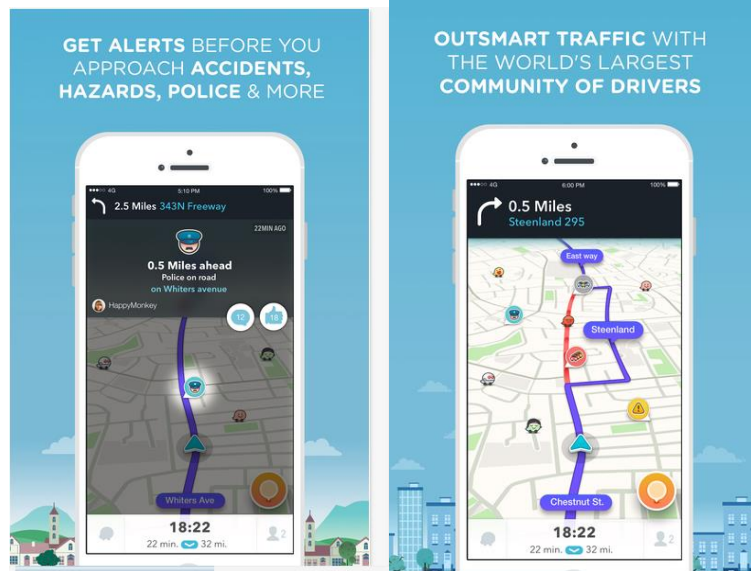 GET ALERTS BEFORE YOU
APPROACH ACCIDENTS,
HAZARDS, POLICE & MORE
4G
5:10 PM
100%
2.5 Miles 343N Freeway
22MIN AGO
0.5 Miles ahead
Police on road
on Whiters avenue
HappyMonkey
12
18
Whiters Ave
18:22
22 min. 32 mi.
2
OUTSMART TRAFFIC WITH
THE WORLD'S LARGEST
COMMUNITY OF DRIVERS
4G
6:00 PM
100%
0.5 Miles
Steenland 295
East way
Steenland
Chestnut St.
18:22
22 min. 32 mi.
2